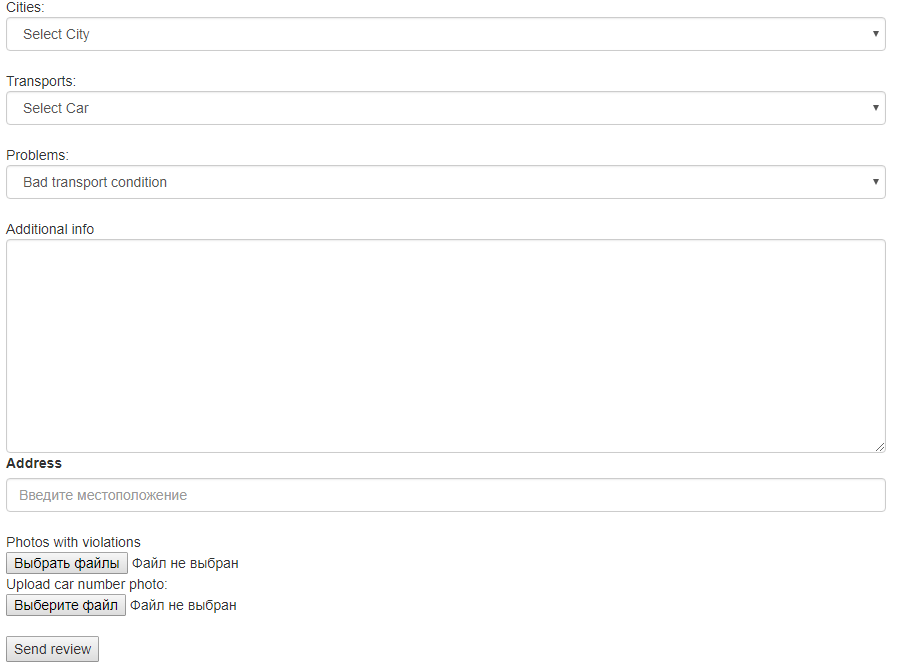 Cities:
Select City
Transports:
Select Car
Problems:
Bad transport condition
Additional info
Address
Введите местоположение
Photos with violations
Выбрать файлы Файл не выбран
Upload car number photo:
Выберите файл Файл не выбран
Send review